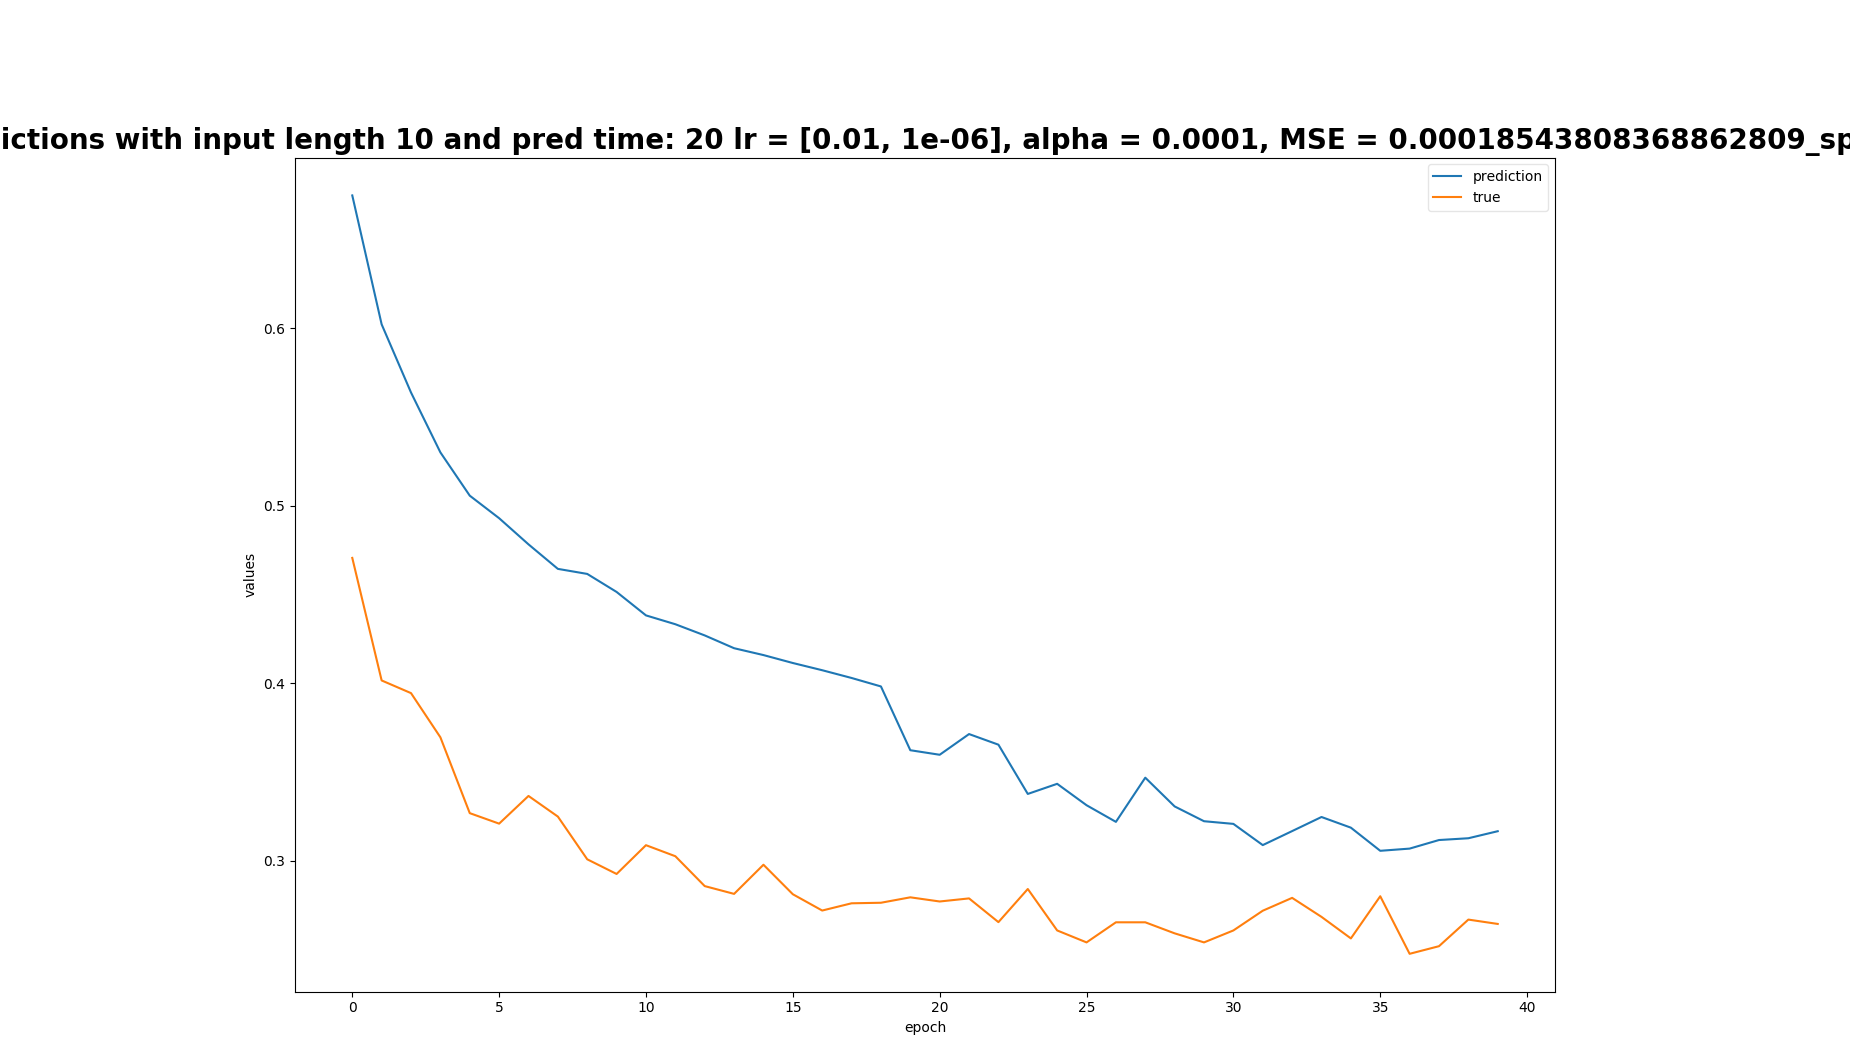 ictions with input length 10 and pred time: 20 lr = [0.01, 1e-06], alpha = 0.0001, MSE = 0.00018543808368862809_sp
prediction
true
0.6
0.5
0.4
0.3
values
0
5
10
15
20
25
30
35
40
epoch